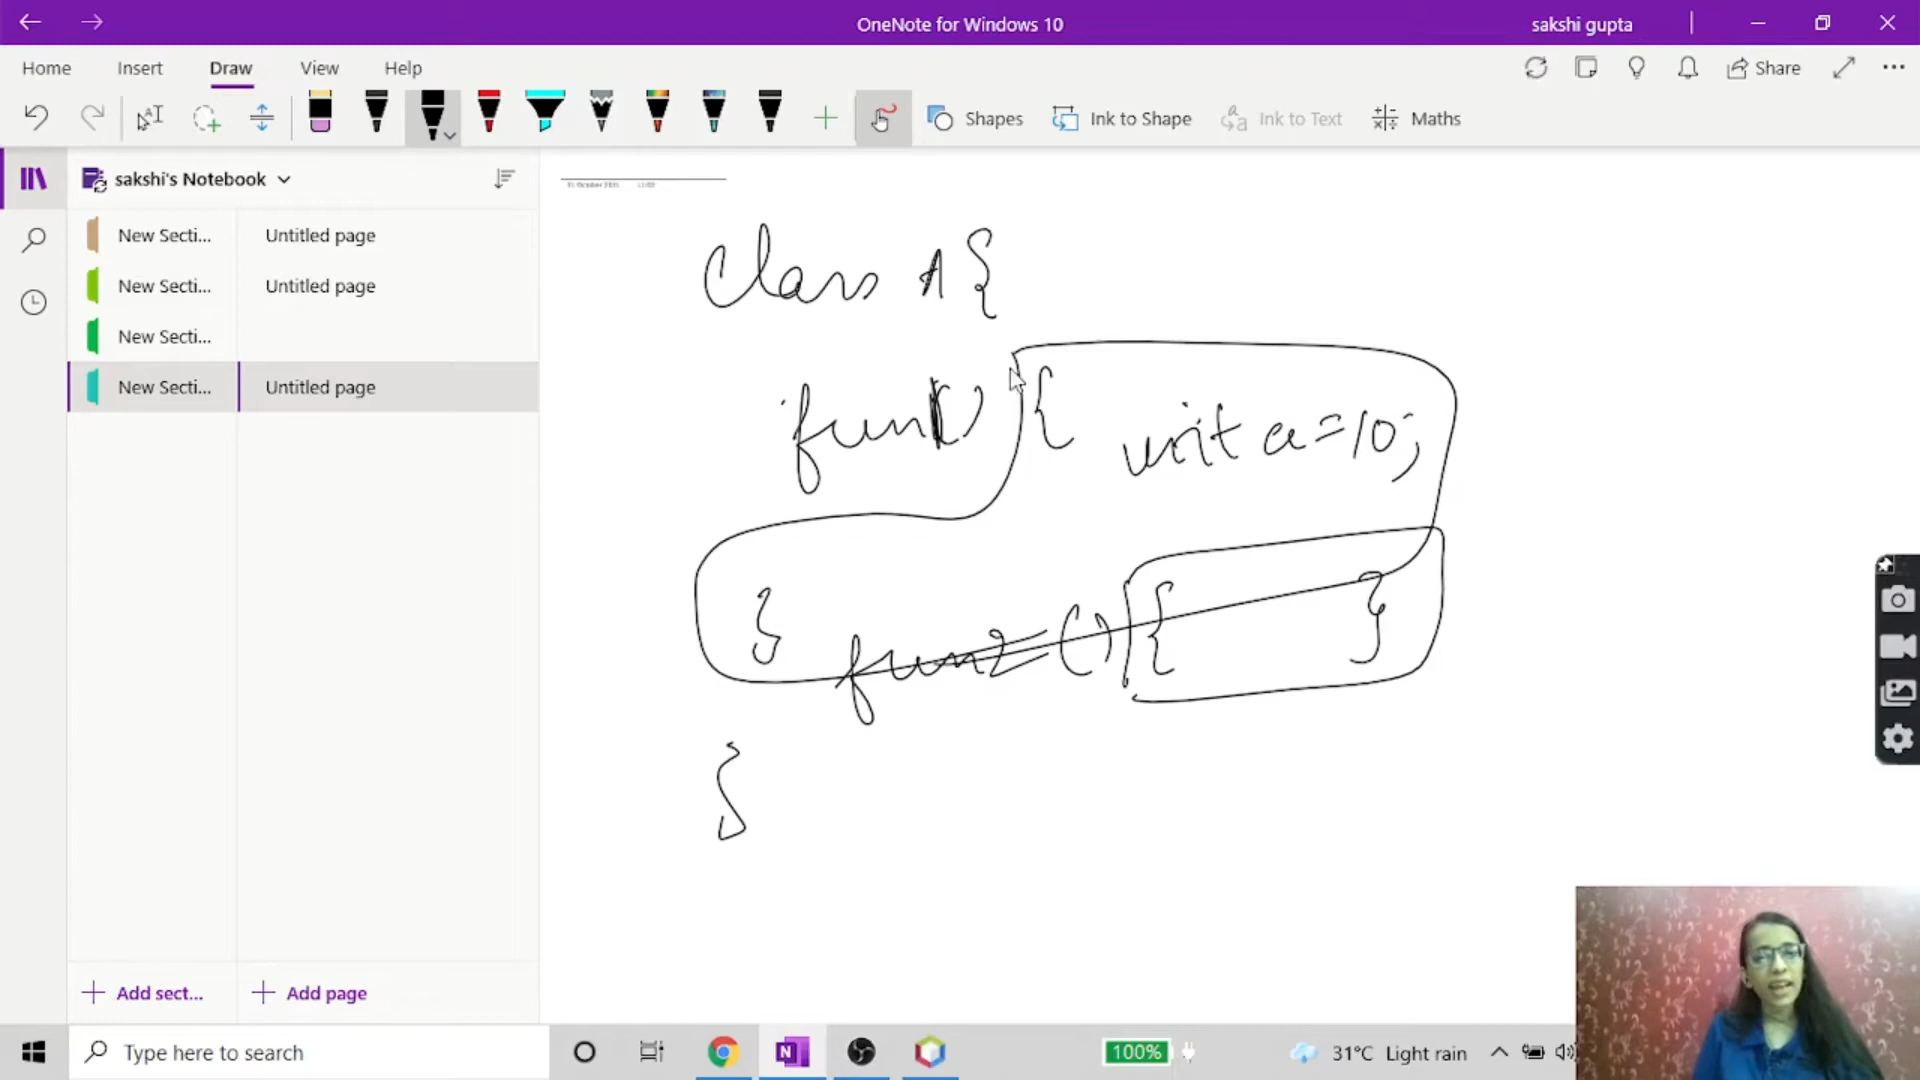 OneNote for Windows 10
sakshi gupta
Home Insert Draw View Help
Share
Shapes Ink to Shape Ink to Text Maths
sakshi's Notebook
New Secti... Untitled page
New Secti... Untitled page
New Secti...
New Secti... Untitled page
class A {
fun1() {
int a=10;
} fun2() { }
}
Add sect... Add page
Type here to search
100%
31°C Light rain